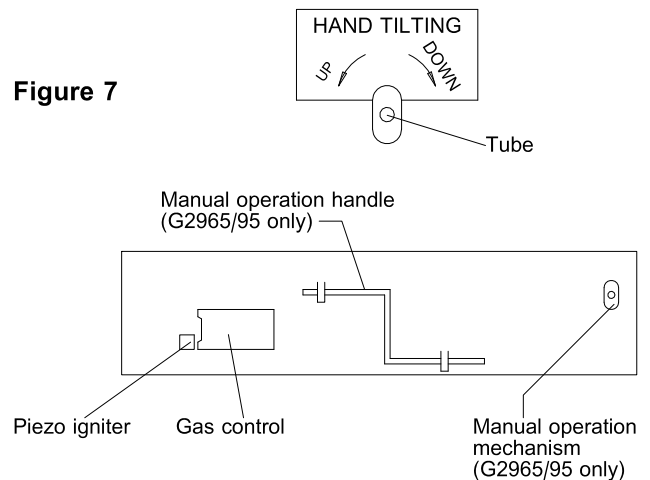 HAND TILTING
UP
DOWN
Figure 7
Tube
Manual operation handle
(G2965/95 only)
Piezo igniter
Gas control
Manual operation
mechanism
(G2965/95 only)